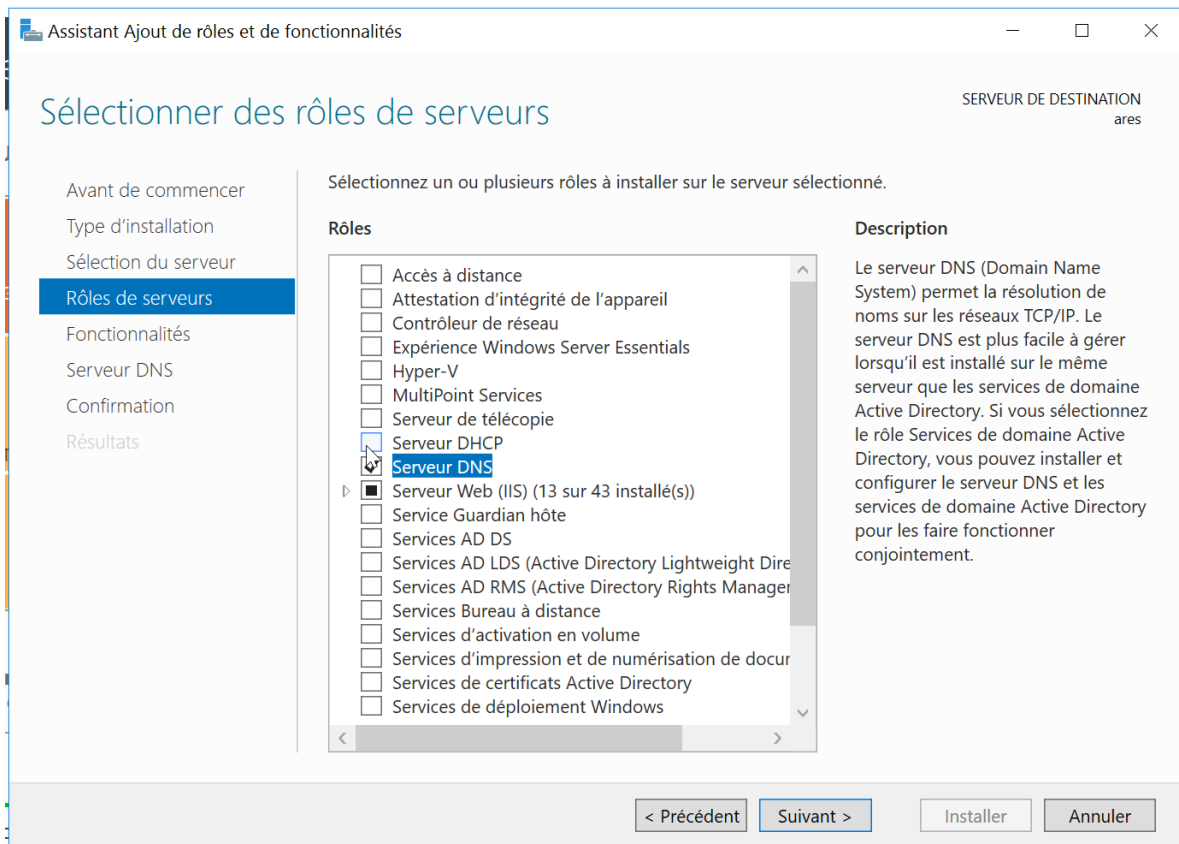 Assistant Ajout de rôles et de fonctionnalités
Sélectionner des rôles de serveurs
SERVEUR DE DESTINATION
ares
Avant de commencer
Type d’installation
Sélection du serveur
Rôles de serveurs
Fonctionnalités
Serveur DNS
Confirmation
Résultats
Sélectionnez un ou plusieurs rôles à installer sur le serveur sélectionné.
Rôles
Accès à distance
Attestation d’intégrité de l’appareil
Contrôleur de réseau
Expérience Windows Server Essentials
Hyper-V
MultiPoint Services
Serveur de télécopie
Serveur DHCP
Serveur DNS
Serveur Web (IIS) (13 sur 43 installé(s))
Service Guardian hôte
Services AD DS
Services AD LDS (Active Directory Lightweight Dire
Services AD RMS (Active Directory Rights Manager
Services Bureau à distance
Services d’activation en volume
Services d’impression et de numérisation de docur
Services de certificats Active Directory
Services de déploiement Windows
Description
Le serveur DNS (Domain Name
System) permet la résolution de
noms sur les réseaux TCP/IP. Le
serveur DNS est plus facile à gérer
lorsqu’il est installé sur le même
serveur que les services de domaine
Active Directory. Si vous sélectionnez
le rôle Services de domaine Active
Directory, vous pouvez installer et
configurer le serveur DNS et les
services de domaine Active Directory
pour les faire fonctionner
conjointement.
< Précédent
Suivant >
Installer
Annuler